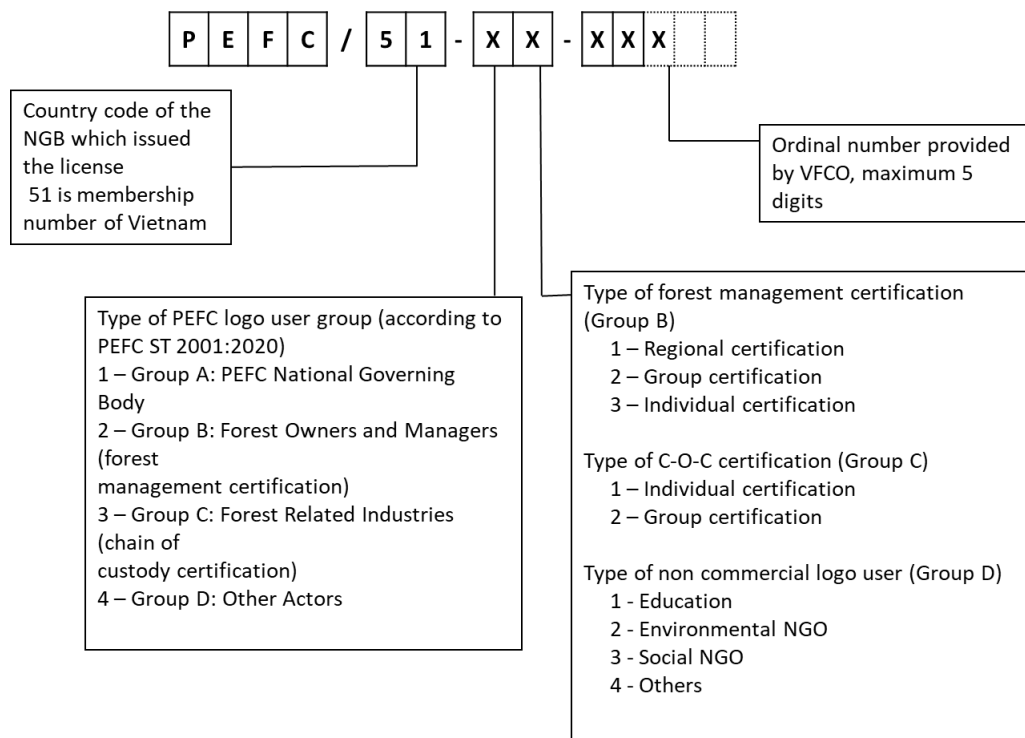 PEFC/51-XX-XXX
Country code of the
NGB which issued
the license
51 is membership
number of Vietnam
Ordinal number provided
by VFCO, maximum 5
digits
Type of PEFC logo user group (according to
PEFC ST 2001:2020)
1 – Group A: PEFC National Governing
Body
2 – Group B: Forest Owners and Managers
(forest
management certification)
3 – Group C: Forest Related Industries
(chain of
custody certification)
4 – Group D: Other Actors
Type of forest management certification
(Group B)
1 – Regional certification
2 – Group certification
3 – Individual certification
Type of C-O-C certification (Group C)
1 – Individual certification
2 – Group certification
Type of non commercial logo user (Group D)
1 - Education
2 - Environmental NGO
3 - Social NGO
4 - Others